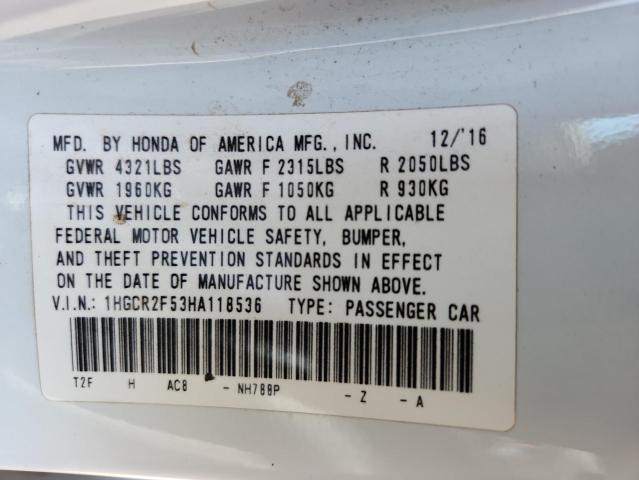 MFD. BY HONDA OF AMERICA MFG., INC. 12/'16
GVWR 4321LBS GAWR F 2315LBS R 2050LBS
GVWR 1960KG GAWR F 1050KG R 930KG
THIS VEHICLE CONFORMS TO ALL APPLICABLE
FEDERAL MOTOR VEHICLE SAFETY, BUMPER,
AND THEFT PREVENTION STANDARDS IN EFFECT
ON THE DATE OF MANUFACTURE SHOWN ABOVE.
V.I.N.: 1HGCR2F53HA118536 TYPE: PASSENGER CAR
T2F H AC8 - NH788P - Z - A